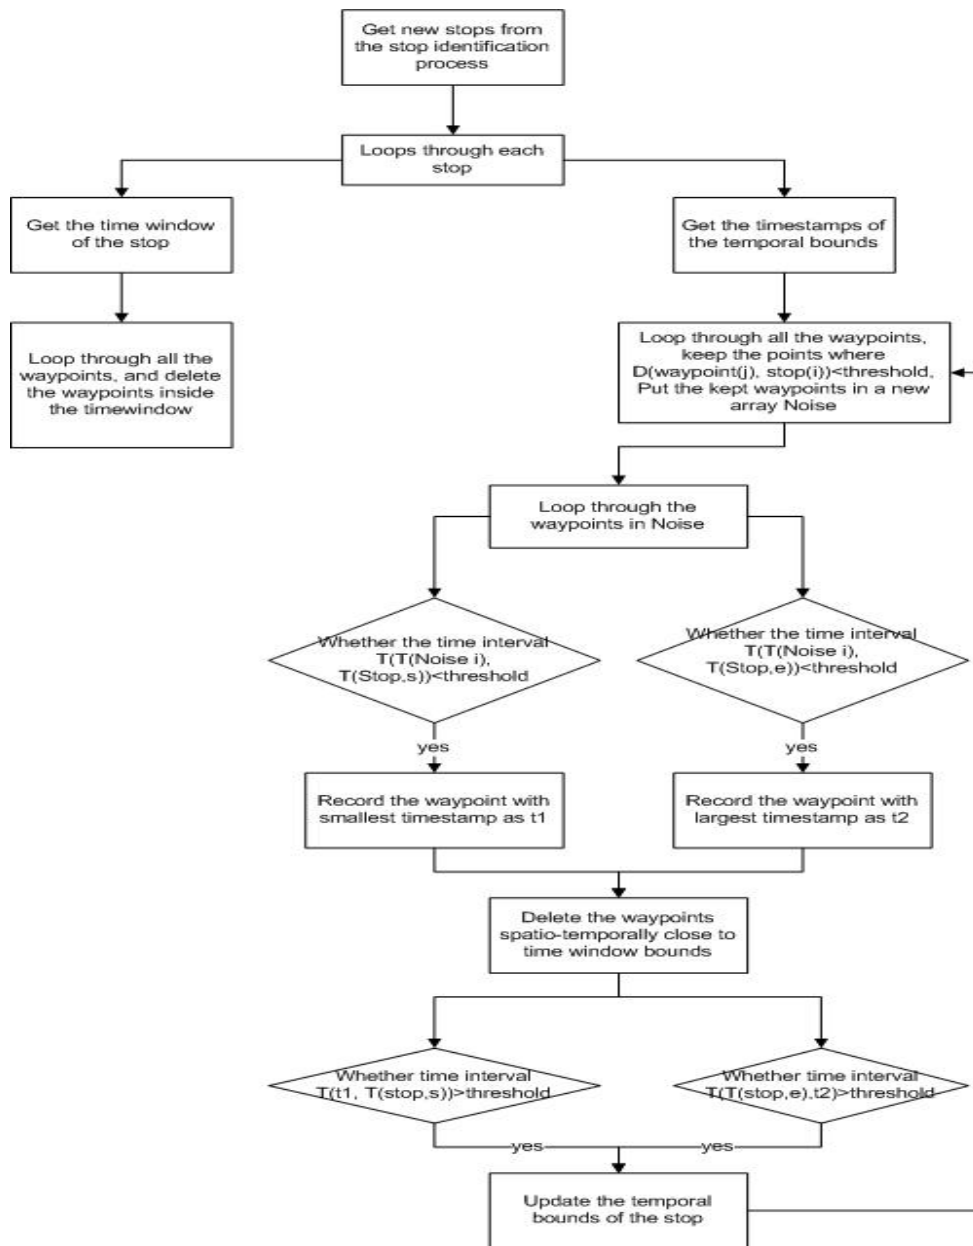 Get new stops from
the stop identification
process
Loops through each
stop
Get the time window
of the stop
Get the timestamps of
the temporal bounds
Loop through all the
waypoints, and delete
the waypoints inside
the timewindow
Loop through all the waypoints,
keep the points where
D(waypoint(j), stop(i))<threshold,
Put the kept waypoints in a new
array Noise
Loop through the
waypoints in Noise
Whether the time interval
T(T(Noise i),
T(Stop,s))<threshold
Whether the time interval
T(T(Noise i),
T(Stop,e))<threshold
yes
yes
Record the waypoint with
smallest timestamp as t1
Record the waypoint with
largest timestamp as t2
Delete the waypoints
spatio-temporally close to
time window bounds
Whether time interval
T(t1, T(stop,s))>threshold
Whether time interval
T(T(stop,e),t2)>threshold
yes
yes
Update the temporal
bounds of the stop